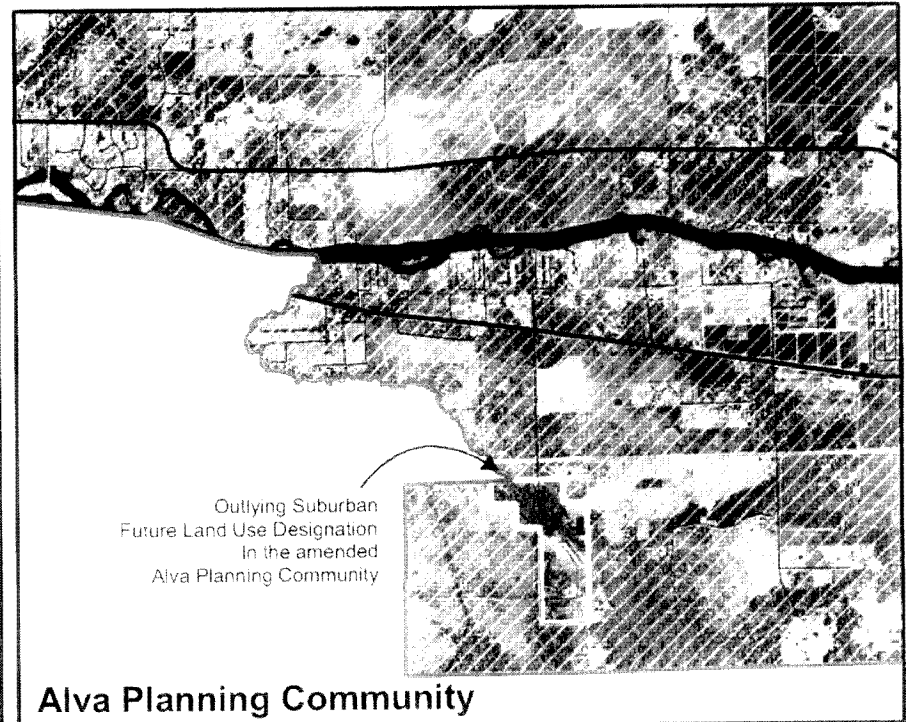 Outlying Suburban
Future Land Use Designation
In the amended
Alva Planning Community
Alva Planning Community